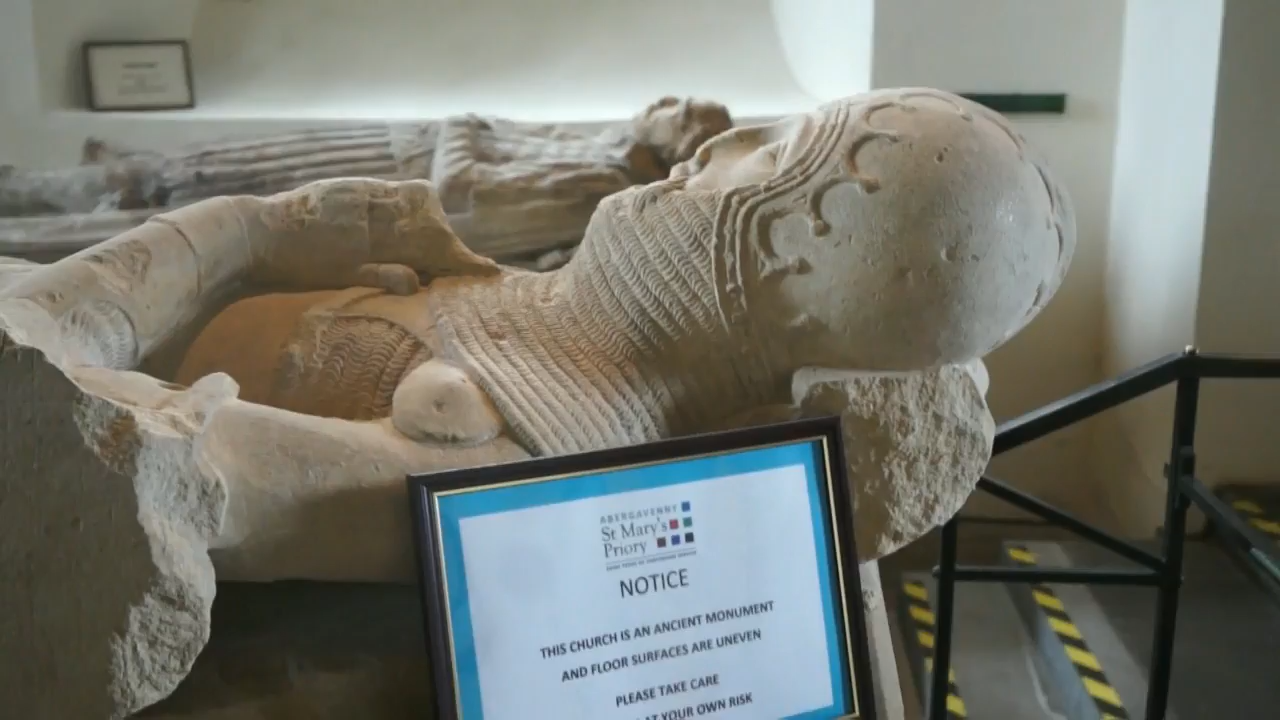 ABERGAVENNY
St Mary's
Priory
NOTICE
THIS CHURCH IS AN ANCIENT MONUMENT
AND FLOOR SURFACES ARE UNEVEN
PLEASE TAKE CARE
AT YOUR OWN RISK